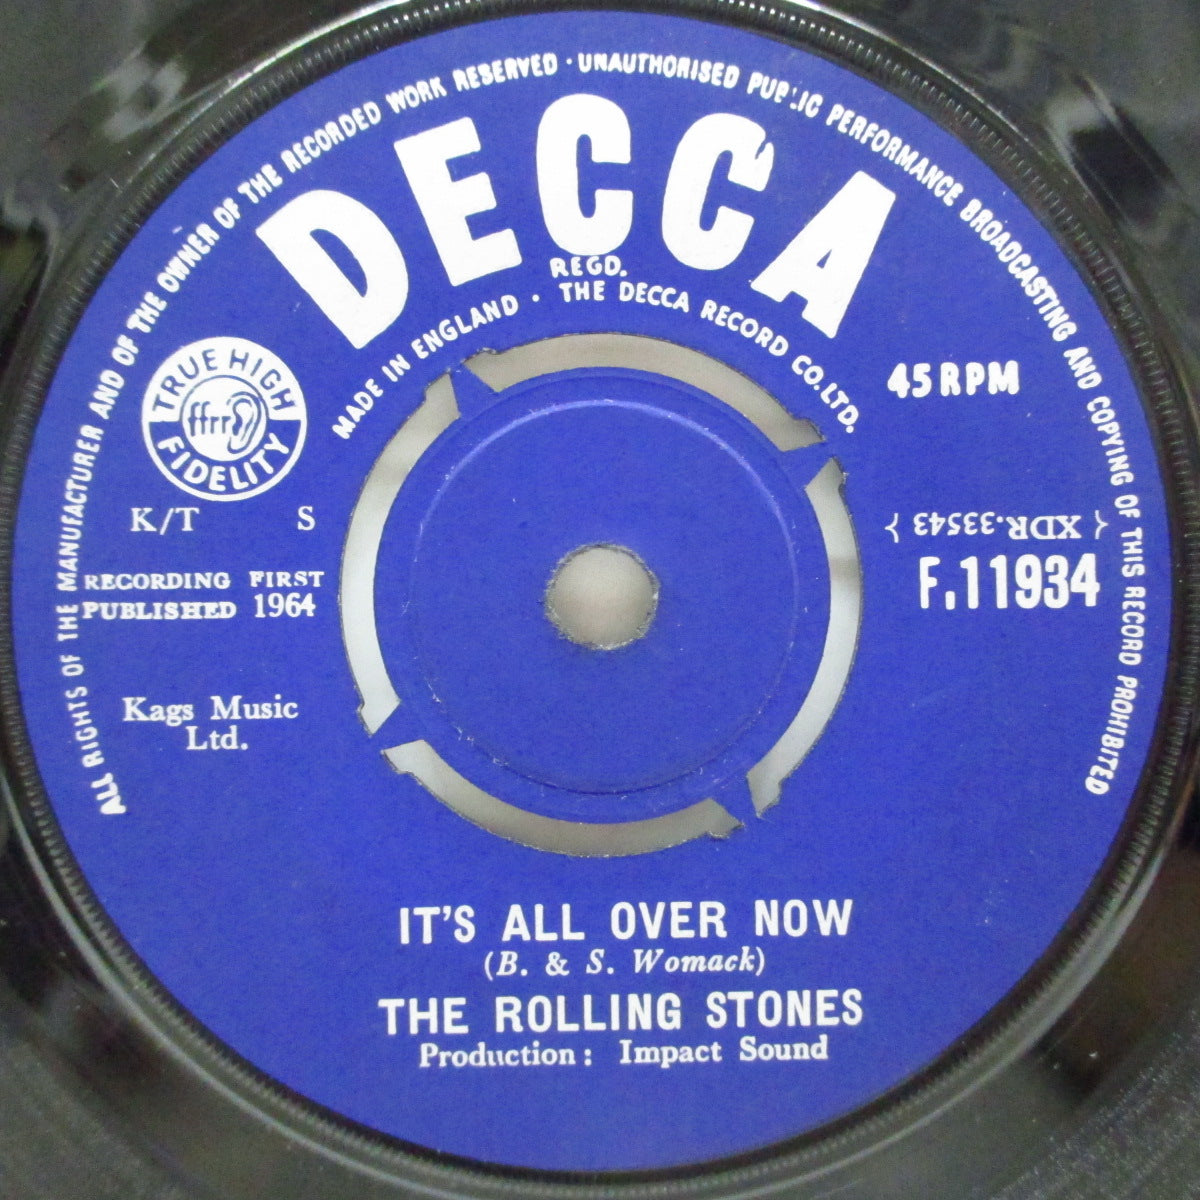 ALL RIGHTS OF THE MANUFACTURER AND OF THE OWNER OF THE RECORDED WORK RESERVED · UNAUTHORISED PUBLIC PERFORMANCE BROADCASTING AND COPYING OF THIS RECORD PROHIBITED
DECCA
REGD.
MADE IN ENGLAND · THE DECCA RECORD CO. LTD.
TRUE HIGH
ffrr
FIDELITY
45 RPM
K/T S
{ XDR.33543 }
F.11934
RECORDING FIRST
PUBLISHED 1964
Kags Music
Ltd.
IT'S ALL OVER NOW
(B. & S. Womack)
THE ROLLING STONES
Production: Impact Sound